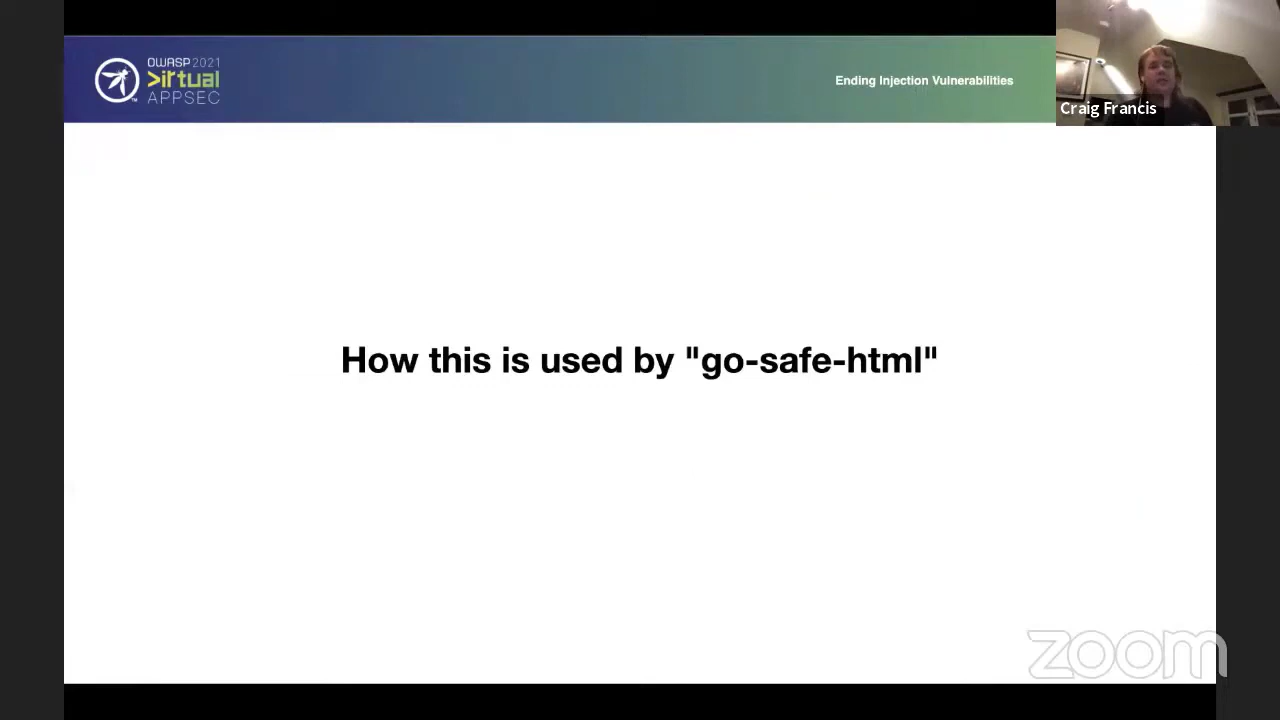 OWASP 2021
>irtual
APPSEC
Ending Injection Vulnerabilities
Craig Francis
How this is used by "go-safe-html"
zoom